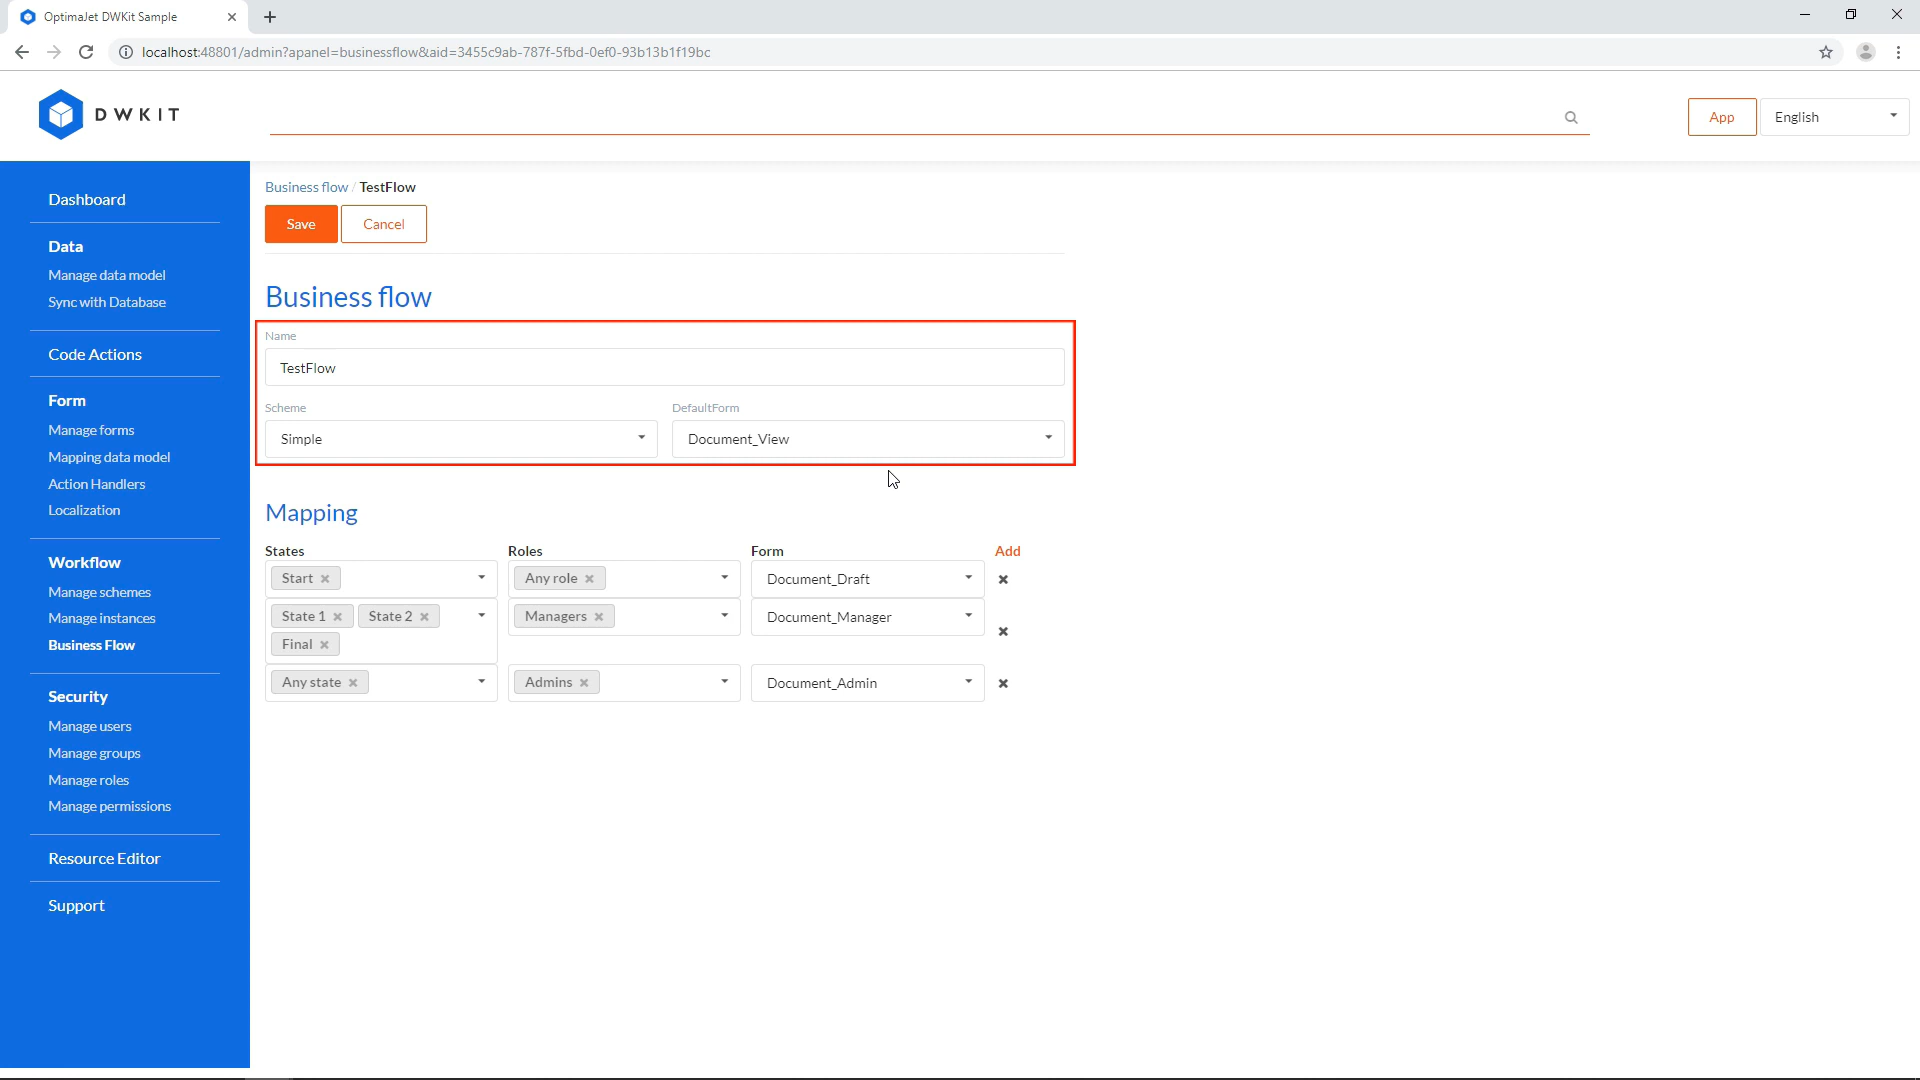 OptimaJet DWKit Sample
localhost:48801/admin?apanel=businessflow&aid=3455c9ab-787f-5fbd-0ef0-93b13b1f19bc
DWKIT
App
English
Dashboard
Data
Manage data model
Sync with Database
Code Actions
Form
Manage forms
Mapping data model
Action Handlers
Localization
Workflow
Manage schemes
Manage instances
Business Flow
Security
Manage users
Manage groups
Manage roles
Manage permissions
Resource Editor
Support
Business flow / TestFlow
Save
Cancel
Business flow
Name
TestFlow
Scheme
DefaultForm
Simple
Document_View
Mapping
States
Roles
Form
Add
Start
Any role
Document_Draft
State 1
State 2
Managers
Document_Manager
Final
Any state
Admins
Document_Admin